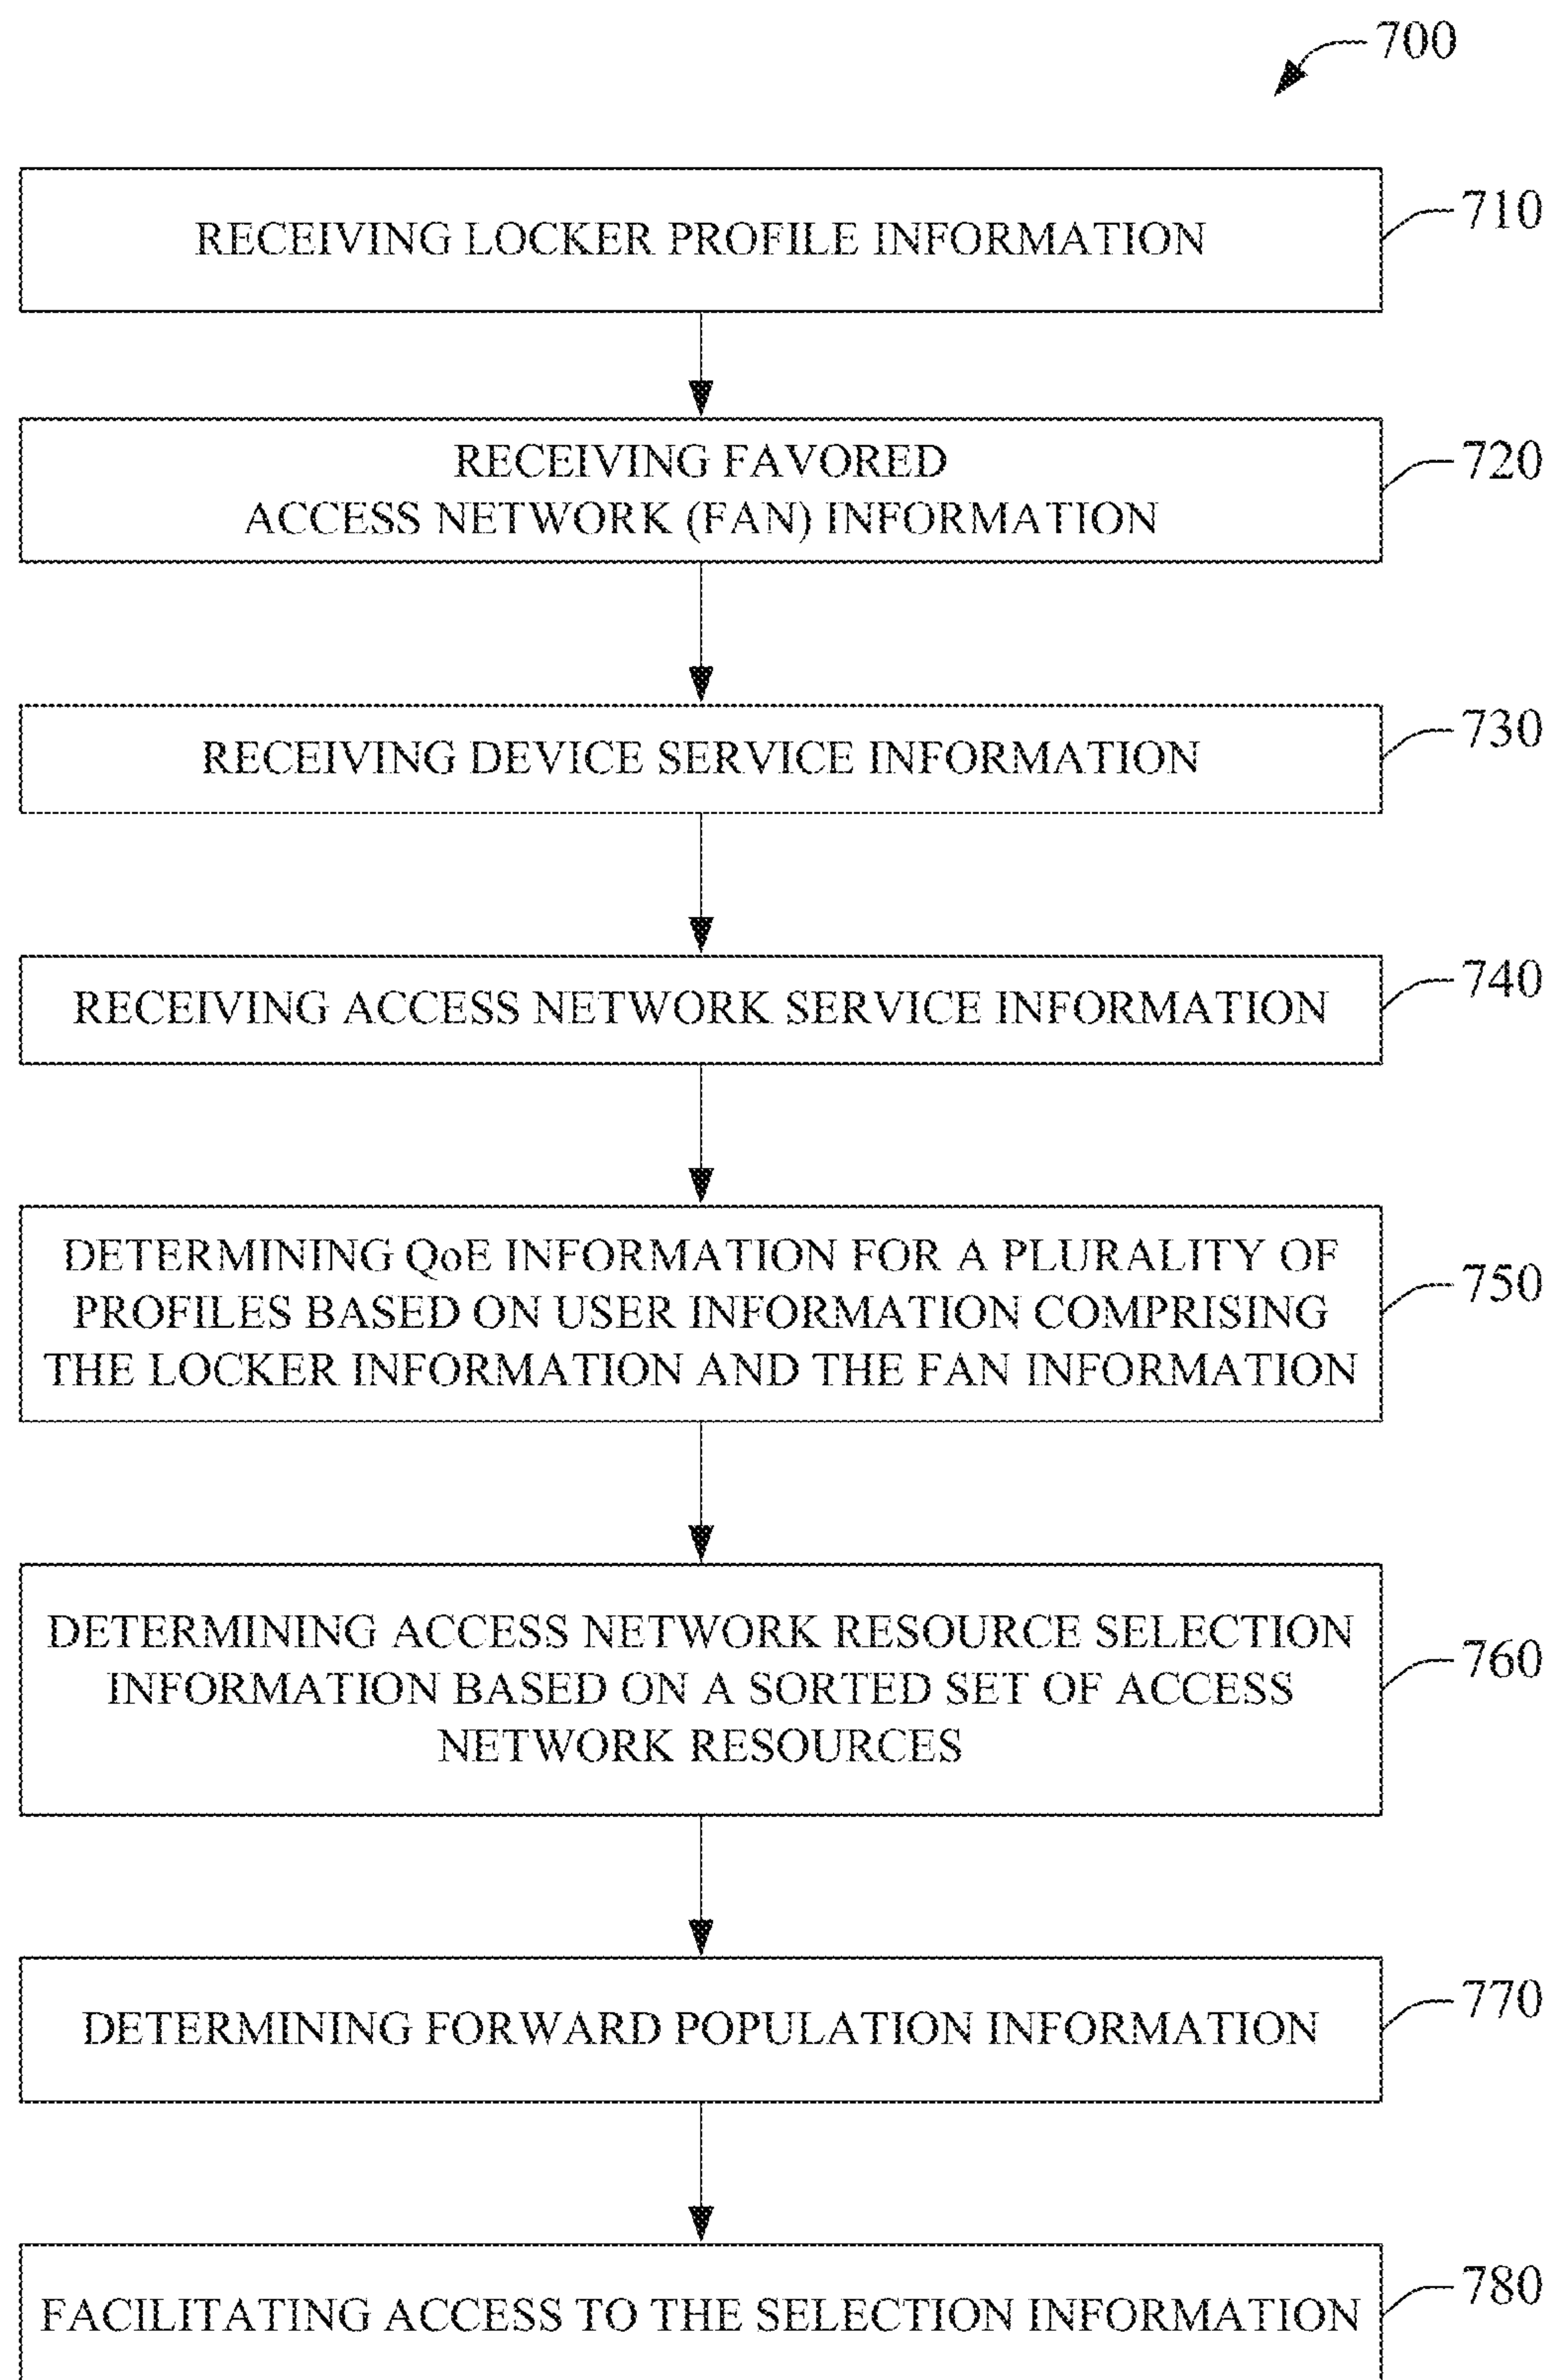 700
RECEIVING LOCKER PROFILE INFORMATION
710
RECEIVING FAVORED
ACCESS NETWORK (FAN) INFORMATION
720
RECEIVING DEVICE SERVICE INFORMATION
730
RECEIVING ACCESS NETWORK SERVICE INFORMATION
740
DETERMINING QoE INFORMATION FOR A PLURALITY OF
PROFILES BASED ON USER INFORMATION COMPRISING
THE LOCKER INFORMATION AND THE FAN INFORMATION
750
DETERMINING ACCESS NETWORK RESOURCE SELECTION
INFORMATION BASED ON A SORTED SET OF ACCESS
NETWORK RESOURCES
760
DETERMINING FORWARD POPULATION INFORMATION
770
FACILITATING ACCESS TO THE SELECTION INFORMATION
780